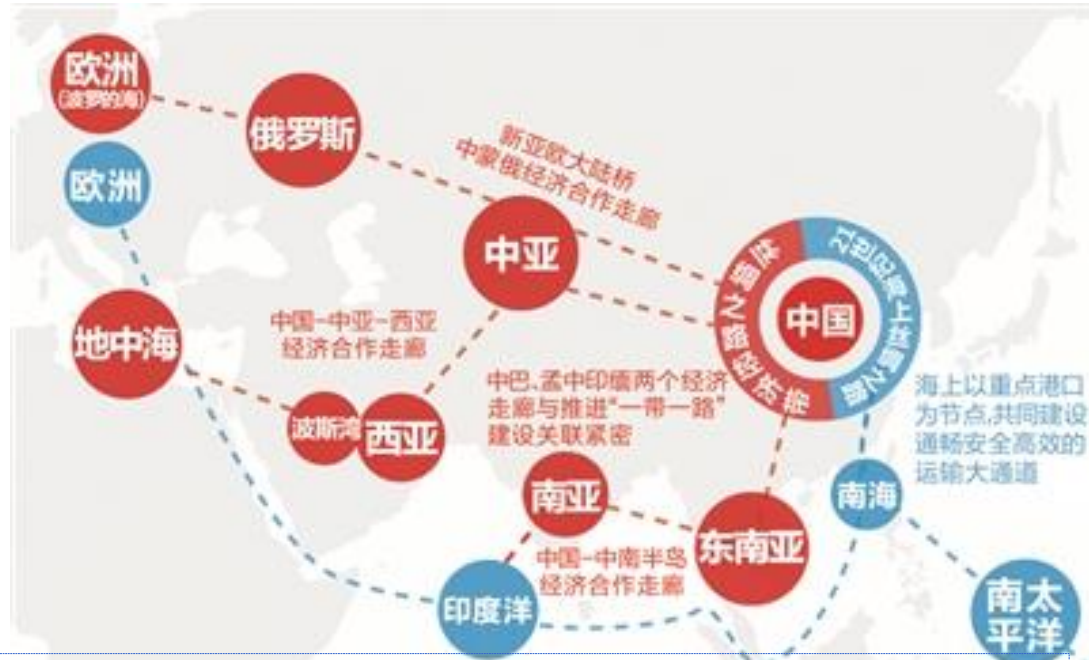 欧洲
(波罗的海)
俄罗斯
欧洲
新亚欧大陆桥
中蒙俄经济合作走廊
中亚
丝绸之路经济带
21世纪海上丝绸之路
中国
地中海
中国-中亚-西亚
经济合作走廊
波斯湾
西亚
中巴、孟中印缅两个经济
走廊与推进“一带一路”
建设关联紧密
海上以重点港口
为节点,共同建设
通畅安全高效的
运输大通道
南亚
南海
东南亚
中国-中南半岛
经济合作走廊
印度洋
南太
平洋